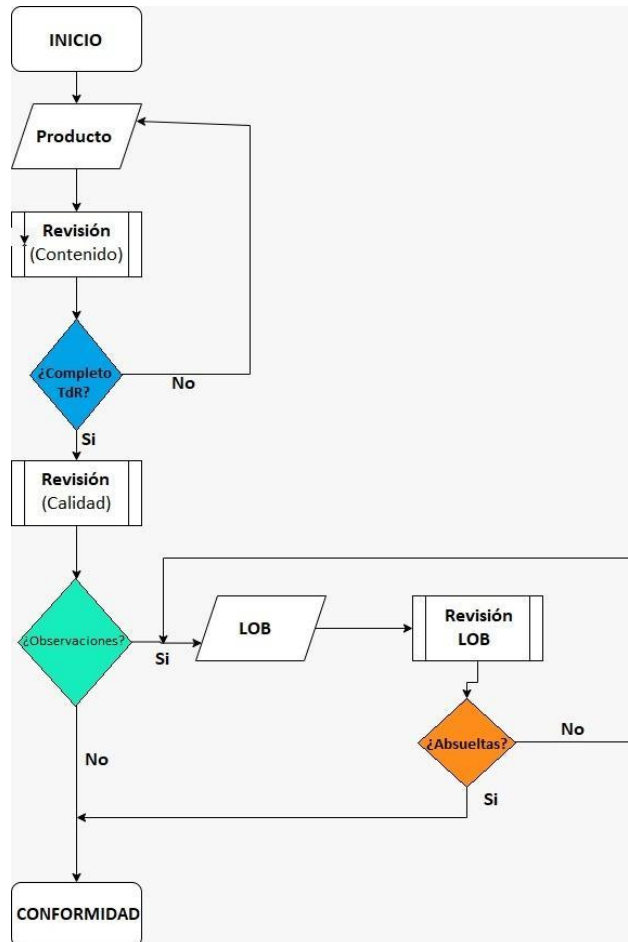 INICIO
Producto
Revisión
(Contenido)
¿Completo
TdR?
No
Si
Revisión
(Calidad)
¿Observaciones?
Si
LOB
Revisión
LOB
¿Absueltas?
No
No
Si
CONFORMIDAD